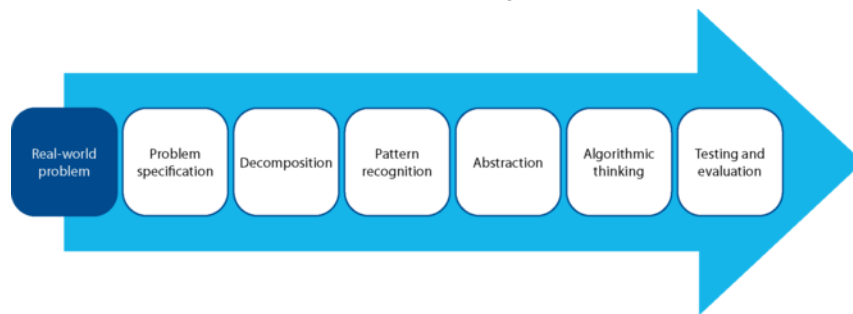 Real-world
problem
Problem
specification
Decomposition
Pattern
recognition
Abstraction
Algorithmic
thinking
Testing and
evaluation